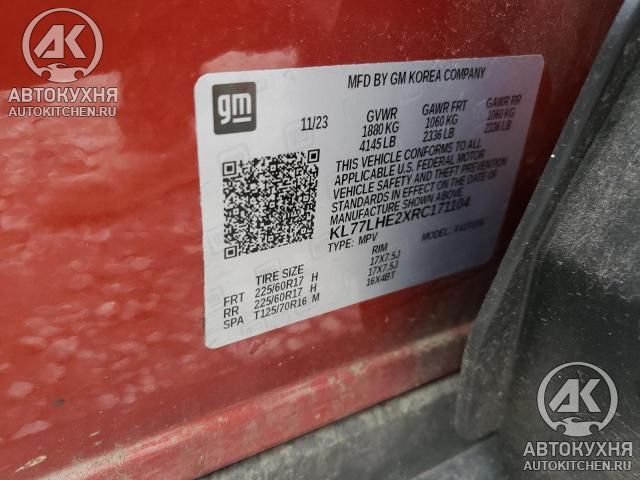 AK
АВТОКУХНЯ
AUTOKITCHEN.RU
gm
MFD BY GM KOREA COMPANY
11/23 GVWR GAWR FRT GAWR RR
1880 KG 1060 KG 1060 KG
4145 LB 2336 LB 2336 LB
THIS VEHICLE CONFORMS TO ALL
APPLICABLE U.S. FEDERAL MOTOR
VEHICLE SAFETY AND THEFT PREVENTION
STANDARDS IN EFFECT ON THE DATE OF
MANUFACTURE SHOWN ABOVE.
KL77LHE2XRC171104
TYPE: MPV MODEL:
TIRE SIZE RIM
FRT 225/60R17 H 17X7.5J
RR 225/60R17 H 17X7.5J
SPA T125/70R16 M 16X4BT
AK
АВТОКУХНЯ
AUTOKITCHEN.RU